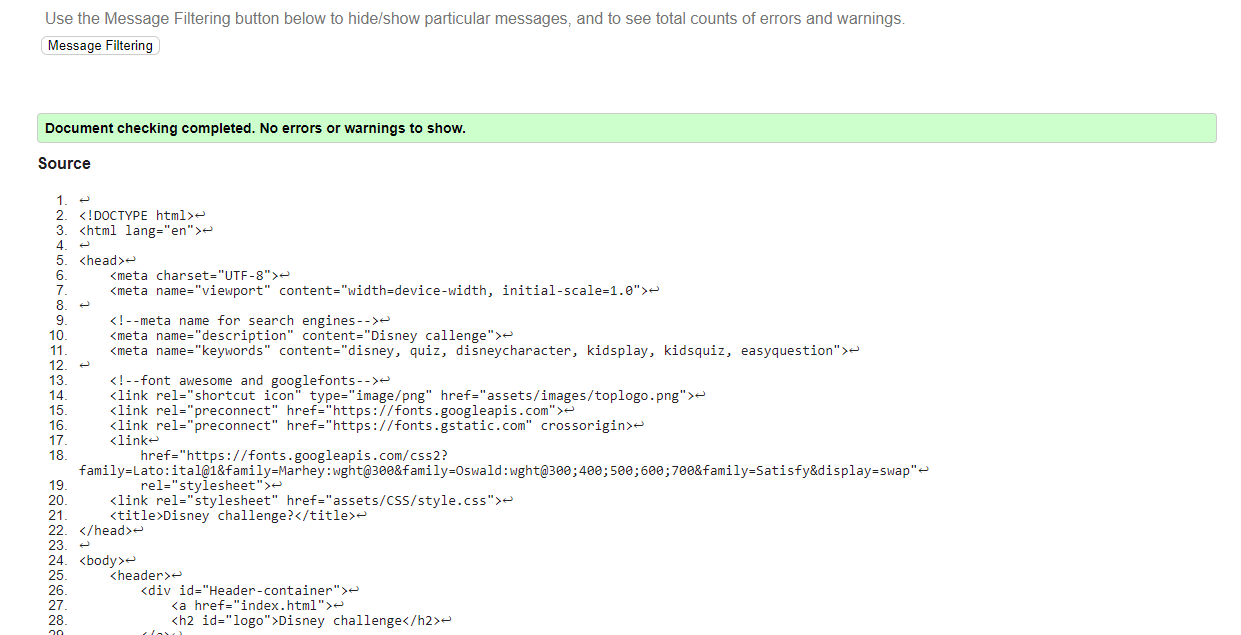 Use the Message Filtering button below to hide/show particular messages, and to see total counts of errors and warnings.
Message Filtering
Document checking completed. No errors or warnings to show.
Source
1. ↩
2. <!DOCTYPE html>↩
3. <html lang="en">↩
4. ↩
5. <head>↩
6.     <meta charset="UTF-8">↩
7.     <meta name="viewport" content="width=device-width, initial-scale=1.0">↩
8. ↩
9.     <!--meta name for search engines-->↩
10.     <meta name="description" content="Disney callenge">↩
11.     <meta name="keywords" content="disney, quiz, disneycharacter, kidsplay, kidsquiz, easyquestion">↩
12. ↩
13.     <!--font awesome and googlefonts-->↩
14.     <link rel="shortcut icon" type="image/png" href="assets/images/toplogo.png">↩
15.     <link rel="preconnect" href="https://fonts.googleapis.com">↩
16.     <link rel="preconnect" href="https://fonts.gstatic.com" crossorigin>↩
17.     <link↩
18.         href="https://fonts.googleapis.com/css2?
family=Lato:ital@1&family=Marhey:wght@300&family=Oswald:wght@300;400;500;600;700&family=Satisfy&display=swap"↩
19.         rel="stylesheet">↩
20.     <link rel="stylesheet" href="assets/CSS/style.css">↩
21.     <title>Disney challenge?</title>↩
22. </head>↩
23. ↩
24. <body>↩
25.     <header>↩
26.         <div id="Header-container">↩
27.             <a href="index.html">↩
28.             <h2 id="logo">Disney challenge</h2>↩